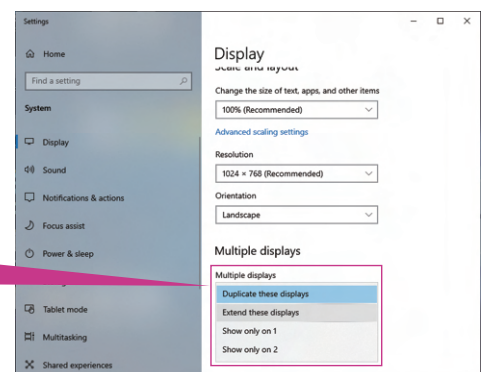 Settings
Home
Find a setting
System
Display
Sound
Notifications & actions
Focus assist
Power & sleep
Tablet mode
Multitasking
Shared experiences
Display
Scale and layout
Change the size of text, apps, and other items
100% (Recommended)
Advanced scaling settings
Resolution
1024 × 768 (Recommended)
Orientation
Landscape
Multiple displays
Multiple displays
Duplicate these displays
Extend these displays
Show only on 1
Show only on 2